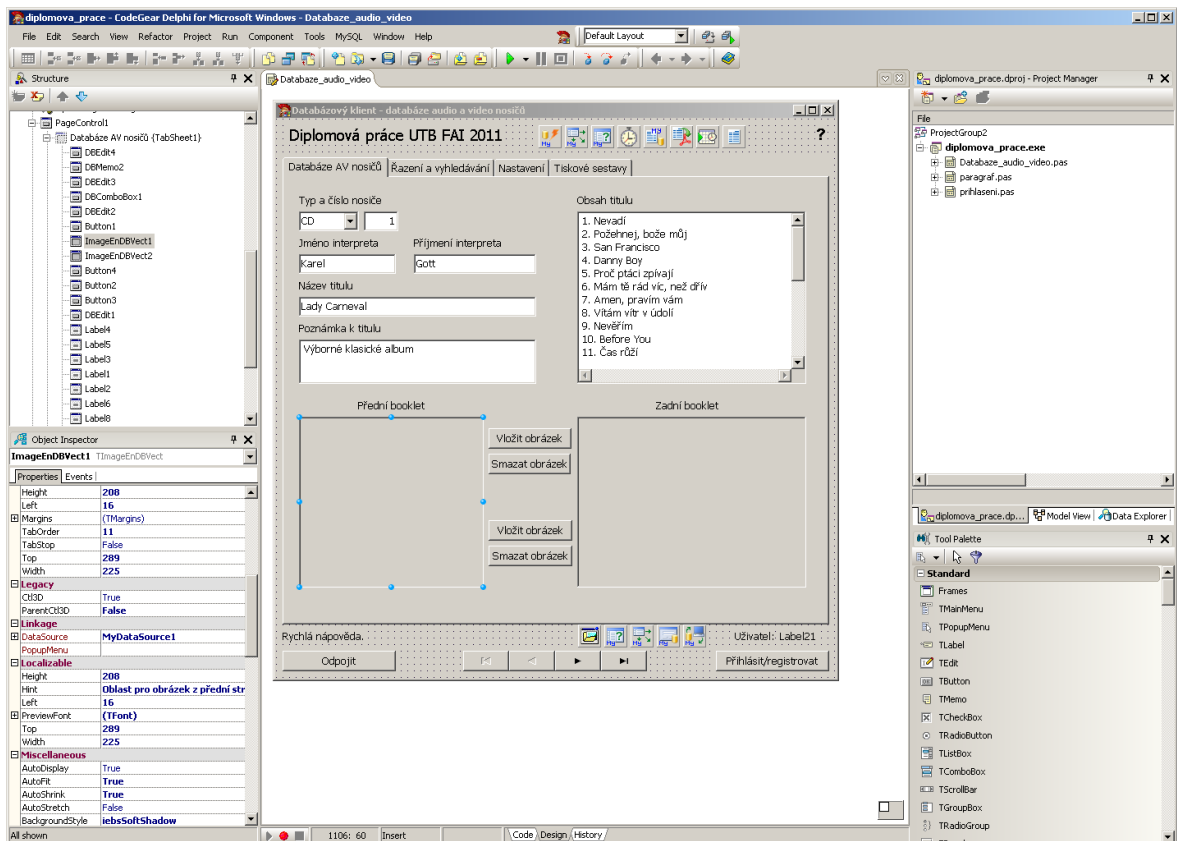 diplomova_prace - CodeGear Delphi for Microsoft Windows - Databaze_audio_video
File Edit Search View Refactor Project Run Component Tools MySQL Window Help
Default Layout
Structure
PageControl1
Databáze AV nosičů {TabSheet1}
DBEdit4
DBMemo2
DBEdit3
DBComboBox1
DBEdit2
Button1
ImageEnDBVect1
ImageEnDBVect2
Button4
Button2
Button3
DBEdit1
Label4
Label5
Label3
Label1
Label2
Label6
Label8
Object Inspector
ImageEnDBVect1 TImageEnDBVect
Properties Events
Height 208
Left 16
Margins (TMargins)
TabOrder 11
TabStop False
Top 289
Width 225
Legacy
Ctl3D True
ParentCtl3D False
Linkage
DataSource MyDataSource1
PopupMenu
Localizable
Height 208
Hint Oblast pro obrázek z přední str
Left 16
PreviewFont (TFont)
Top 289
Width 225
Miscellaneous
AutoDisplay True
AutoFit True
AutoShrink True
AutoStretch False
BackgroundStyle iebsSoftShadow
All shown
Databaze_audio_video
Databázový klient - databáze audio a video nosičů
Diplomová práce UTB FAI 2011
?
Databáze AV nosičů Řazení a vyhledávání Nastavení Tiskové sestavy
Typ a číslo nosiče
CD 1
Jméno interpreta Příjmení interpreta
Karel Gott
Název titulu
Lady Carneval
Poznámka k titulu
Výborné klasické album
Obsah titulu
1. Nevadí
2. Požehnej, bože můj
3. San Francisco
4. Danny Boy
5. Proč ptáci zpívají
6. Mám tě rád víc, než dřív
7. Amen, pravím vám
8. Vítám vítr v údolí
9. Nevěřím
10. Before You
11. Čas růží
Přední booklet Zadní booklet
Vložit obrázek
Smazat obrázek
Vložit obrázek
Smazat obrázek
Rychlá nápověda.
Uživatel: Label21
Odpojit
Přihlásit/registrovat
1106: 60 Insert
Code Design History
diplomova_prace.dproj - Project Manager
File
ProjectGroup2
diplomova_prace.exe
Databaze_audio_video.pas
paragraf.pas
prihlaseni.pas
diplomova_prace.dp... Model View Data Explorer
Tool Palette
Standard
Frames
TMainMenu
TPopupMenu
TLabel
TEdit
TButton
TMemo
TCheckBox
TRadioButton
TListBox
TComboBox
TScrollBar
TGroupBox
TRadioGroup